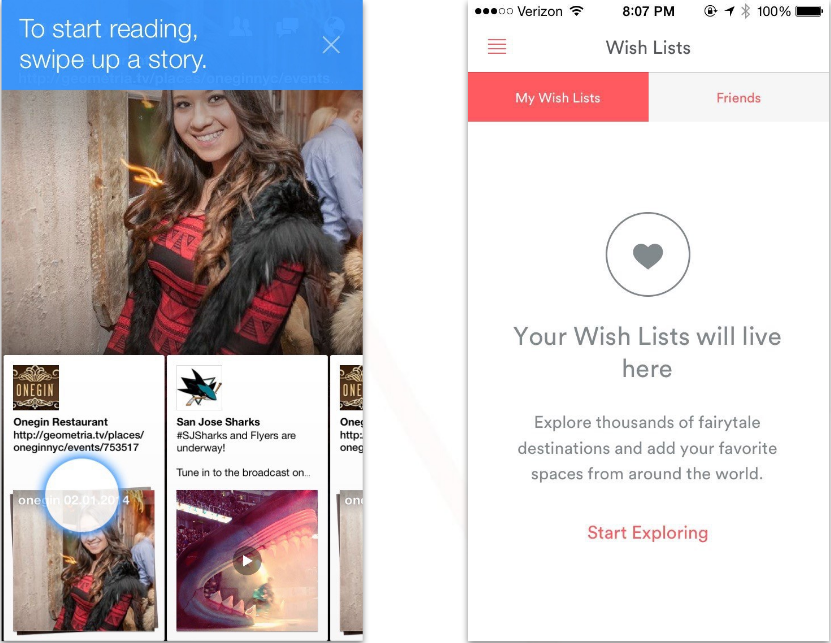 To start reading,
swipe up a story.
http://geometria.tv/places/oneginnyc/events
ONEGIN
Onegin Restaurant
http://geometria.tv/places/
oneginnyc/events/753517
onegin 02.01.2014
San Jose Sharks
#SJSharks and Flyers are
underway!
Tune in to the broadcast on...
Oneg
http:
oneg
one
Verizon
8:07 PM
100%
Wish Lists
My Wish Lists
Friends
Your Wish Lists will live
here
Explore thousands of fairytale
destinations and add your favorite
spaces from around the world.
Start Exploring